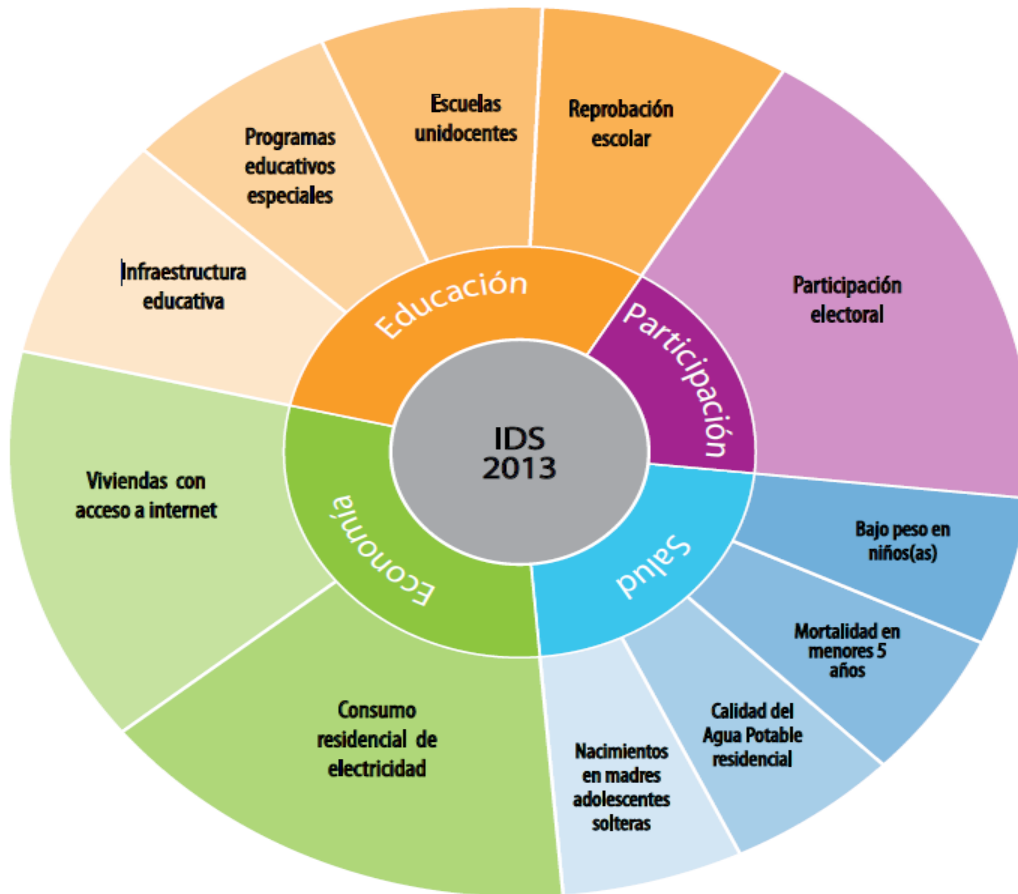 Escuelas
unidocentes
Reprobación
escolar
Programas
educativos
especiales
Infraestructura
educativa
Educación
Participación
Participación
electoral
IDS
2013
Viviendas con
acceso a internet
Economía
Salud
Bajo peso en
niños(as)
Mortalidad en
menores 5
años
Calidad del
Agua Potable
residencial
Consumo
residencial de
electricidad
Nacimientos
en madres
adolescentes
solteras